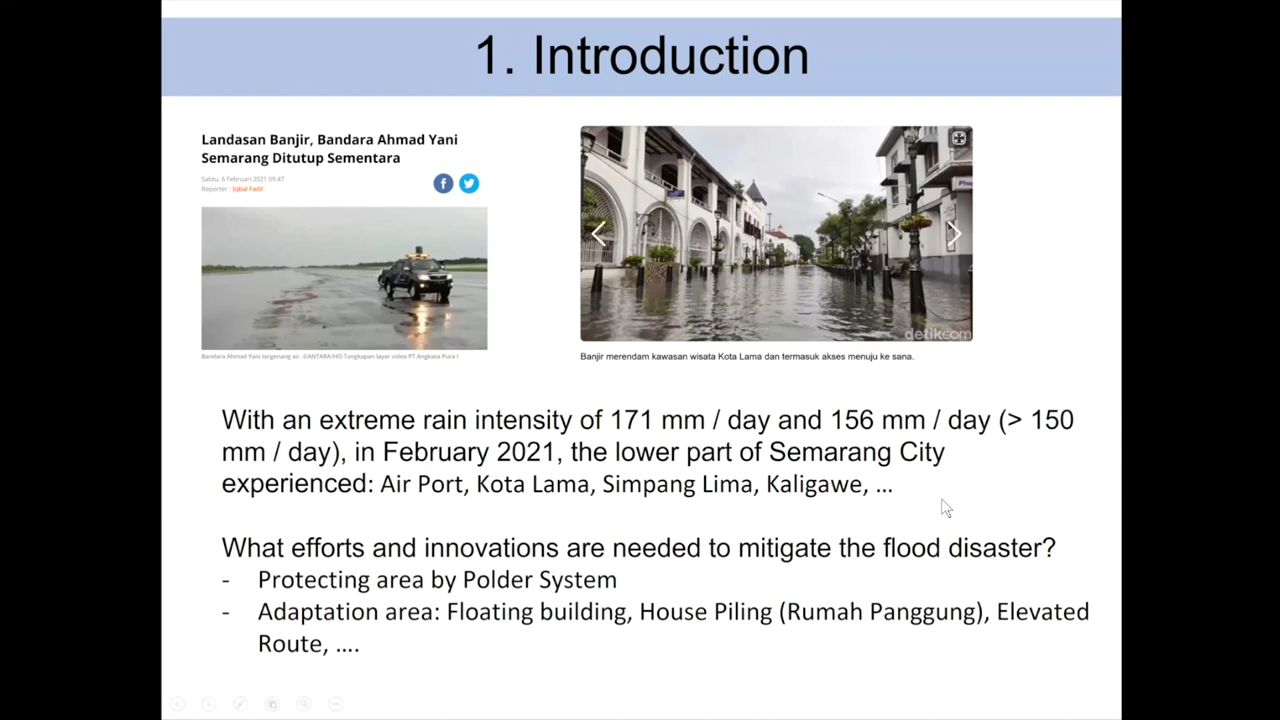 1. Introduction
Landasan Banjir, Bandara Ahmad Yani
Semarang Ditutup Sementara
Sabtu, 6 Februari 2021 09:47
Reporter : Iqbal Fadil
Bandara Ahmad Yani tergenang air. ©ANTARA/HO-Tangkapan layar video PT Angkasa Pura I
detikcom
Banjir merendam kawasan wisata Kota Lama dan termasuk akses menuju ke sana.
With an extreme rain intensity of 171 mm / day and 156 mm / day (> 150
mm / day), in February 2021, the lower part of Semarang City
experienced: Air Port, Kota Lama, Simpang Lima, Kaligawe, ...
What efforts and innovations are needed to mitigate the flood disaster?
- Protecting area by Polder System
- Adaptation area: Floating building, House Piling (Rumah Panggung), Elevated
Route, ....